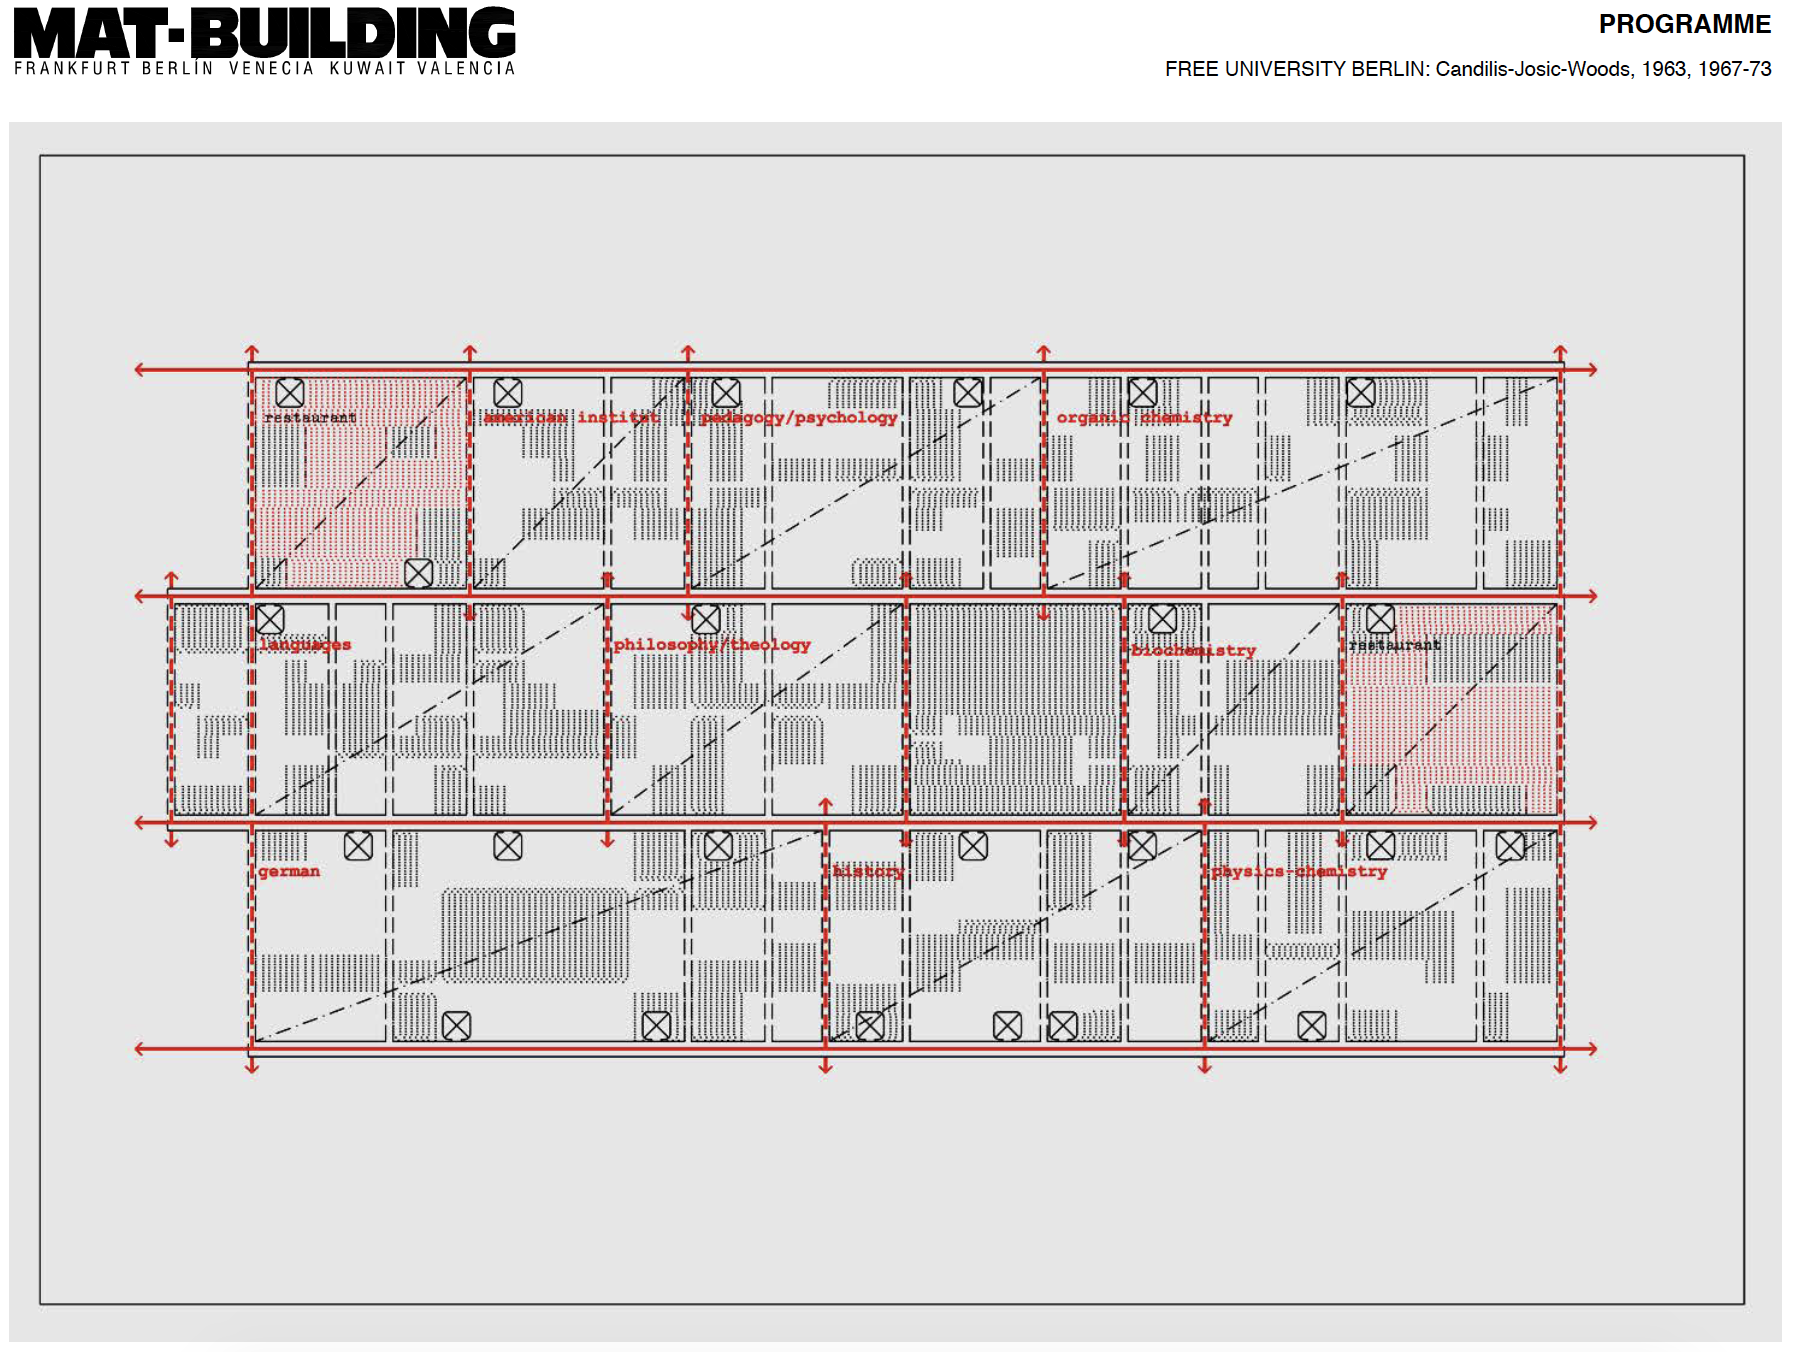 MAT-BUILDING
FRANKFURT BERLÍN VENECIA KUWAIT VALENCIA
PROGRAMME
FREE UNIVERSITY BERLIN: Candilis-Josic-Woods, 1963, 1967-73
restaurant
american institut
pedagogy/psychology
organic chemistry
languages
philosophy/theology
biochemistry
restaurant
german
history
physics-chemistry